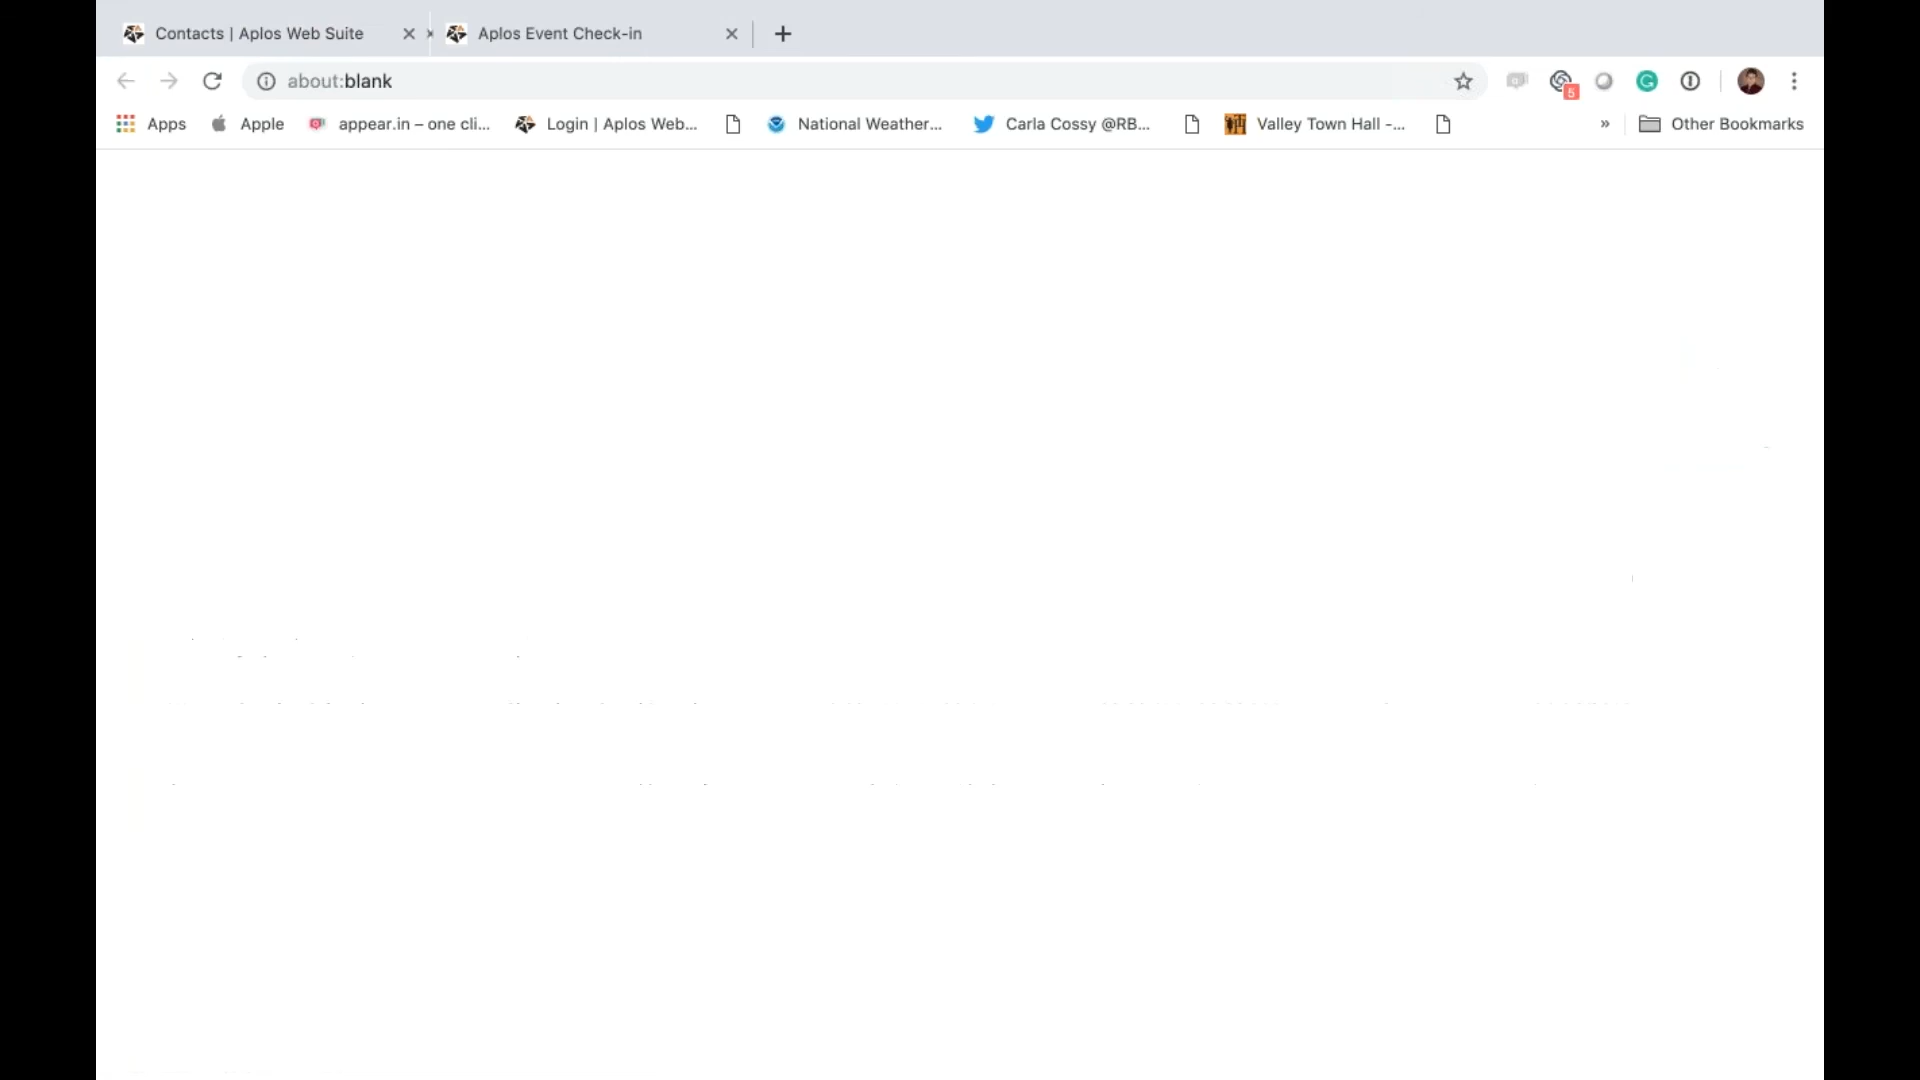 Contacts | Aplos Web Suite
Aplos Event Check-in
about:blank
5
Apps
Apple
appear.in – one cli...
Login | Aplos Web...
National Weather...
Carla Cossy @RB...
Valley Town Hall -...
»
Other Bookmarks